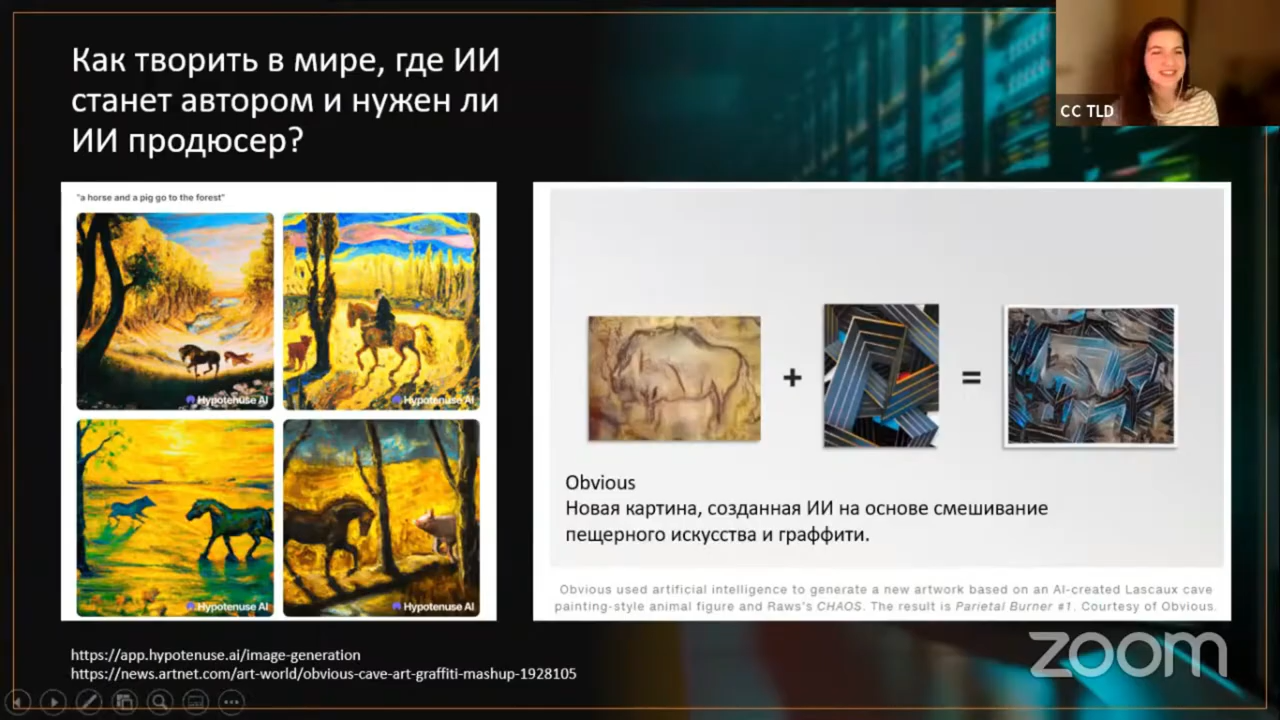 Как творить в мире, где ИИ
станет автором и нужен ли
ИИ продюсер?
CC TLD
"a horse and a pig go to the forest"
Hypotenuse AI
Hypotenuse AI
Hypotenuse AI
Hypotenuse AI
+
=
Obvious
Новая картина, созданная ИИ на основе смешивание
пещерного искусства и граффити.
Obvious used artificial intelligence to generate a new artwork based on an AI-created Lascaux cave
painting-style animal figure and Raws's CHAOS. The result is Parietal Burner #1. Courtesy of Obvious.
https://app.hypotenuse.ai/image-generation
https://news.artnet.com/art-world/obvious-cave-art-graffiti-mashup-1928105
zoom